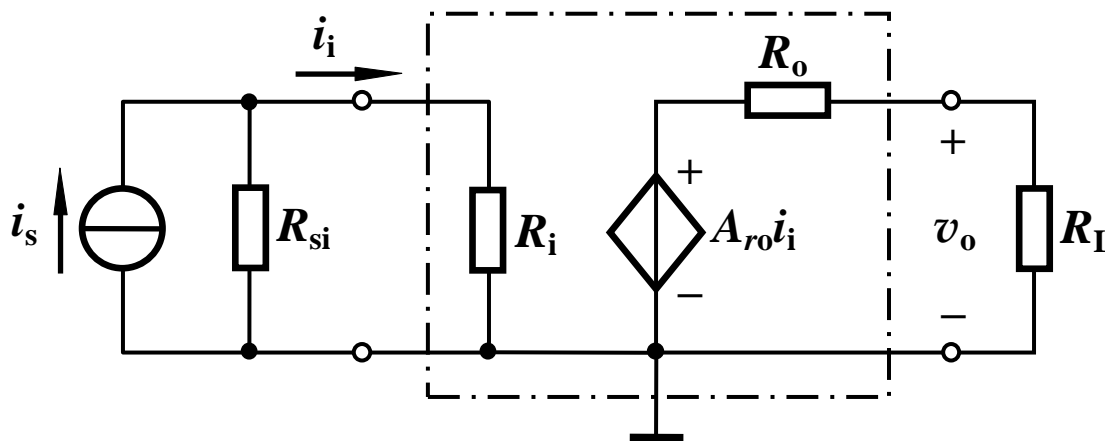 i_i
R_o
+
+
i_s
R_si
R_i
A_ro i_i
v_o
R_L
−
−